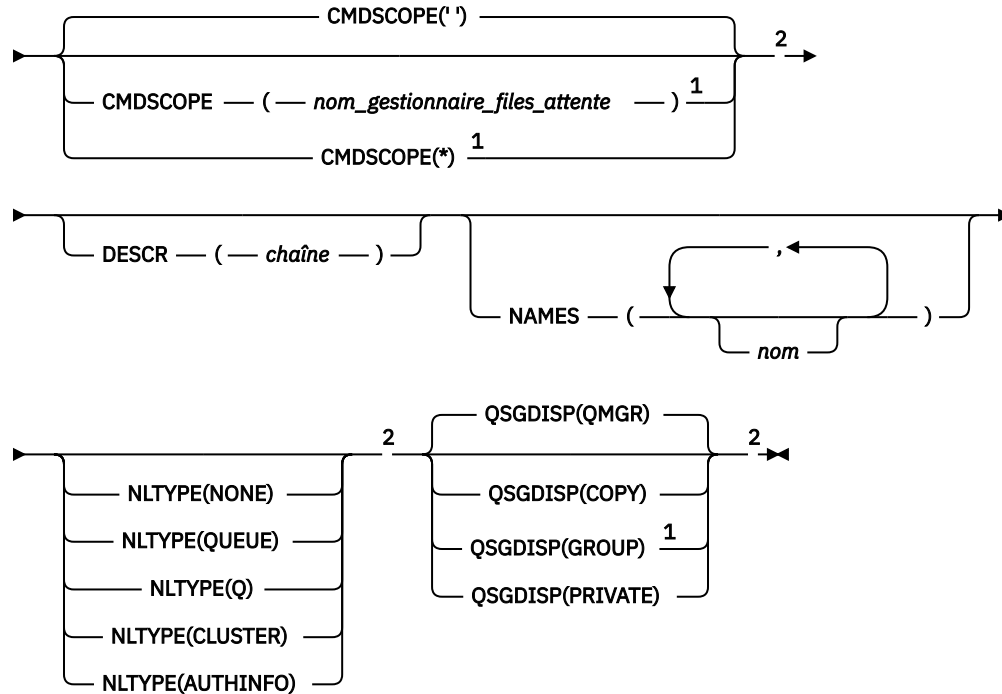 CMDSCOPE(' ')
2
CMDSCOPE ( nom_gestionnaire_files_attente ) 1
CMDSCOPE(*) 1
DESCR ( chaîne )
,
NAMES ( )
nom
QSGDISP(QMGR)
2 2
NLTYPE(NONE) QSGDISP(COPY)
NLTYPE(QUEUE) QSGDISP(GROUP) 1
NLTYPE(Q) QSGDISP(PRIVATE)
NLTYPE(CLUSTER)
NLTYPE(AUTHINFO)